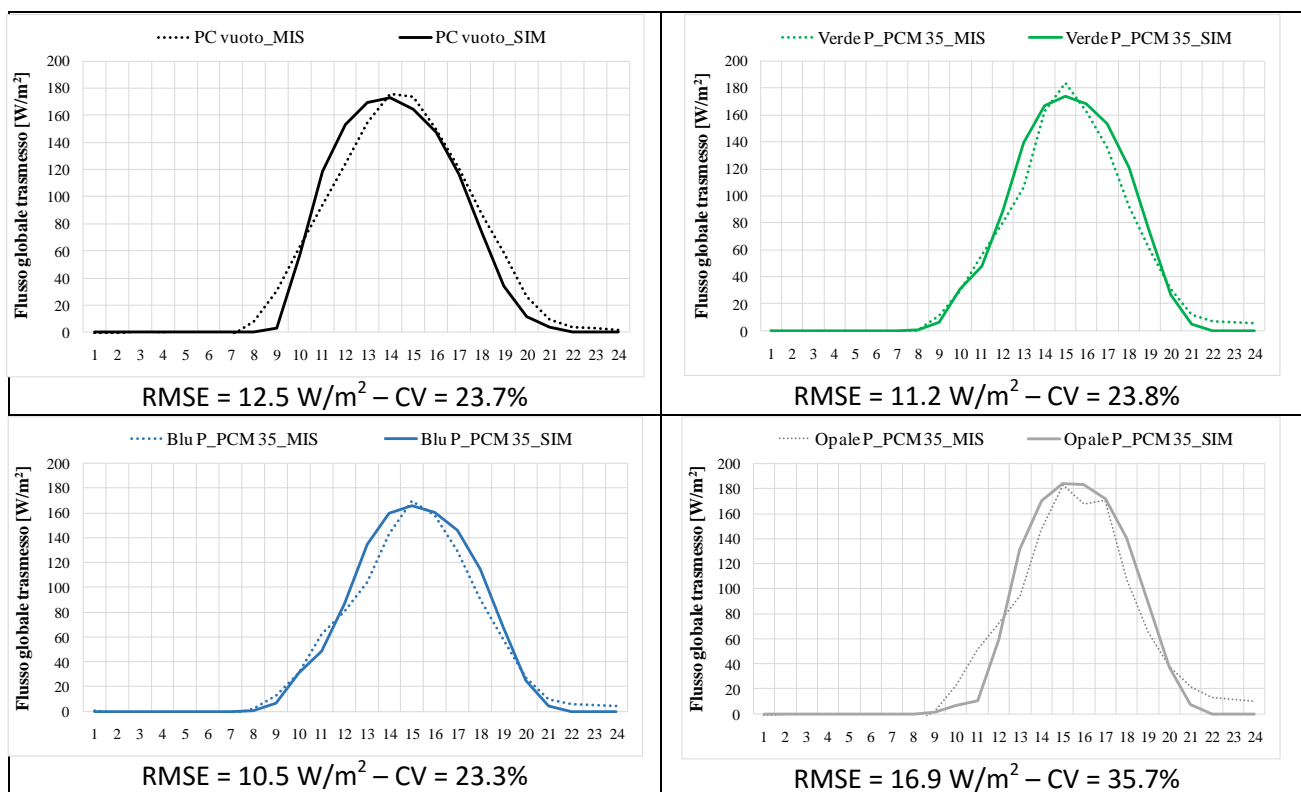 PC vuoto_MIS PC vuoto_SIM
Flusso globale trasmesso [W/m²]
200
180
160
140
120
100
80
60
40
20
0
1 2 3 4 5 6 7 8 9 10 11 12 13 14 15 16 17 18 19 20 21 22 23 24
RMSE = 12.5 W/m² – CV = 23.7%
Verde P_PCM 35_MIS Verde P_PCM 35_SIM
Flusso globale trasmesso [W/m²]
200
180
160
140
120
100
80
60
40
20
0
1 2 3 4 5 6 7 8 9 10 11 12 13 14 15 16 17 18 19 20 21 22 23 24
RMSE = 11.2 W/m² – CV = 23.8%
Blu P_PCM 35_MIS Blu P_PCM 35_SIM
Flusso globale trasmesso [W/m²]
200
180
160
140
120
100
80
60
40
20
0
1 2 3 4 5 6 7 8 9 10 11 12 13 14 15 16 17 18 19 20 21 22 23 24
RMSE = 10.5 W/m² – CV = 23.3%
Opale P_PCM 35_MIS Opale P_PCM 35_SIM
Flusso globale trasmesso [W/m²]
200
180
160
140
120
100
80
60
40
20
0
1 2 3 4 5 6 7 8 9 10 11 12 13 14 15 16 17 18 19 20 21 22 23 24
RMSE = 16.9 W/m² – CV = 35.7%